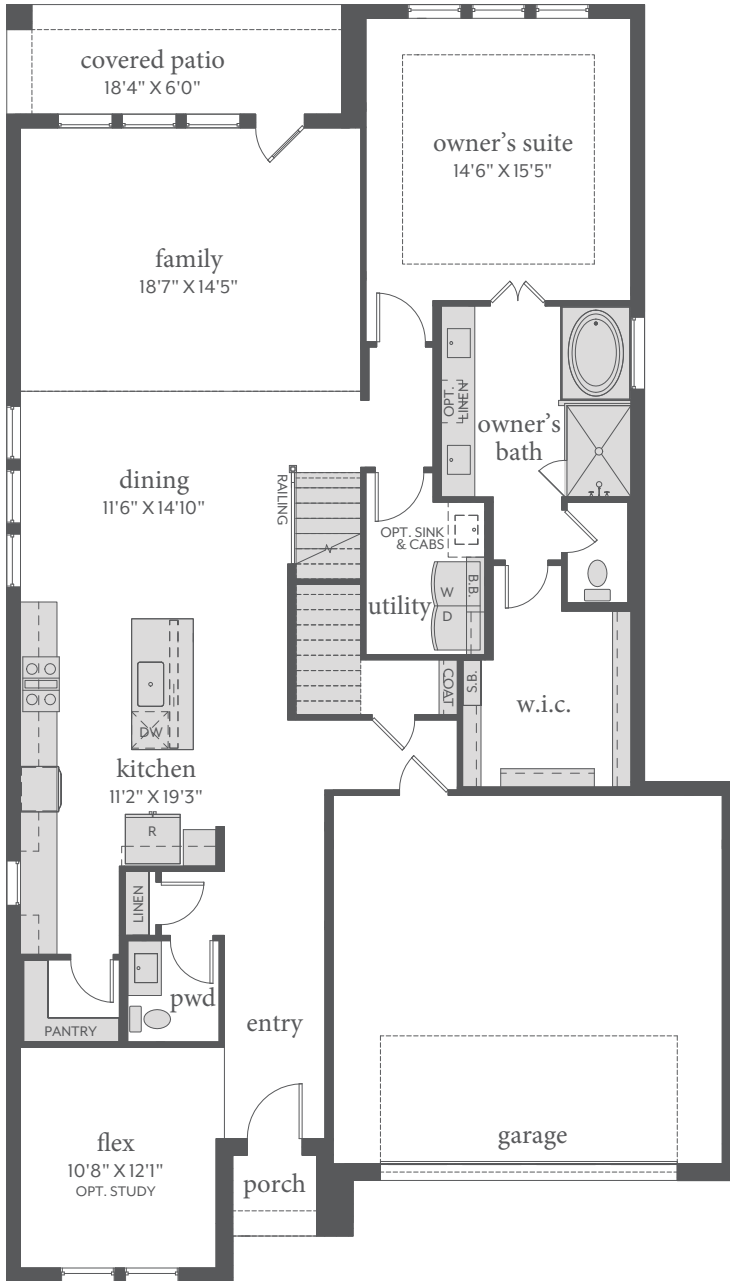 covered patio
18'4" X 6'0"
owner's suite
14'6" X 15'5"
family
18'7" X 14'5"
OPT.
LINEN
owner's
bath
dining
11'6" X 14'10"
RAILING
OPT. SINK
& CABS
W
D
B.B.
utility
COAT
S.B.
w.i.c.
DW
kitchen
11'2" X 19'3"
R
LINEN
pwd
PANTRY
entry
flex
10'8" X 12'1"
OPT. STUDY
porch
garage